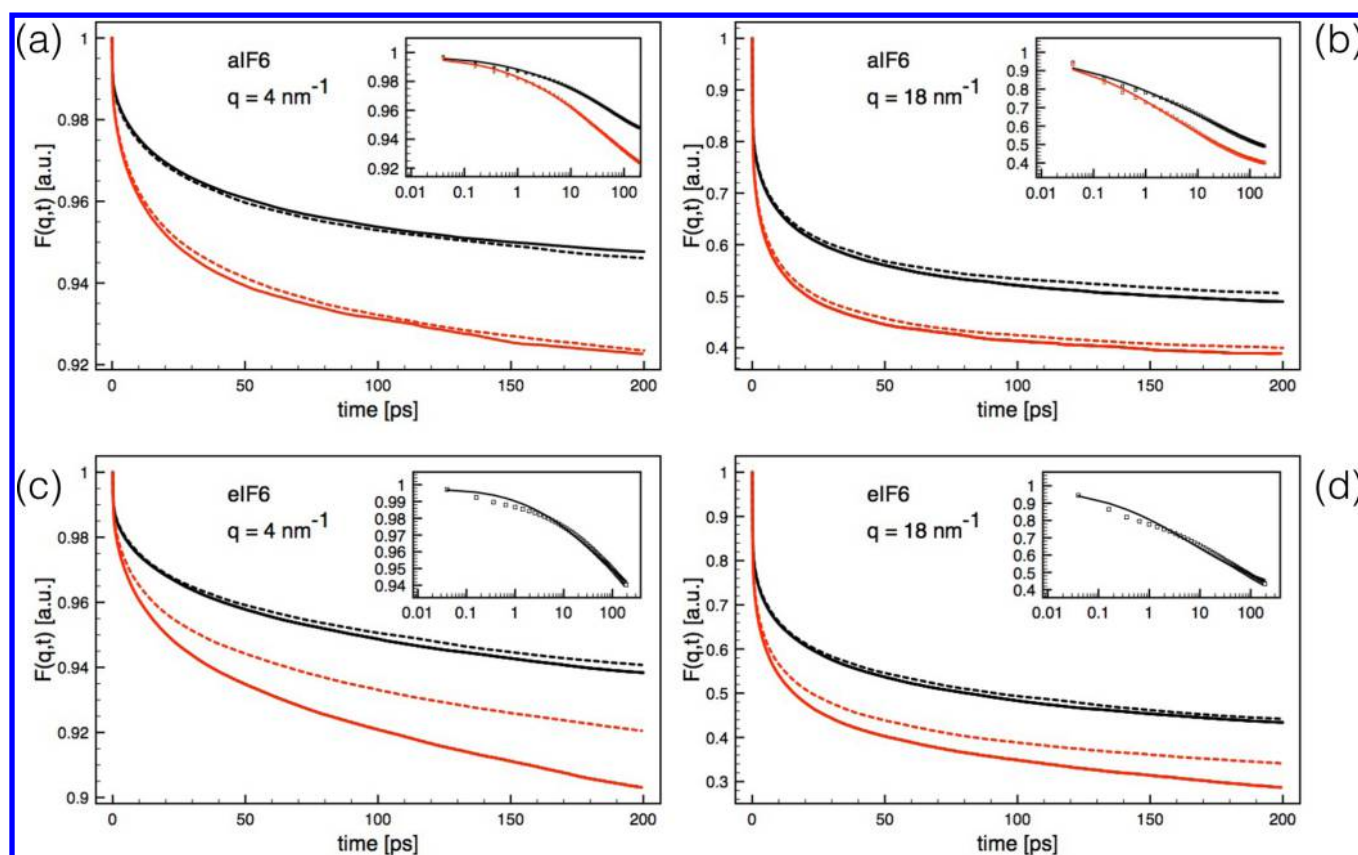 (a)
aIF6
q = 4 nm⁻¹
1
0.98
0.96
0.94
0.92
F(q,t) [a.u.]
0 50 100 150 200
time [ps]
1
0.99
0.98
0.96
0.94
0.92
0.01 0.1 1 10 100
(b)
aIF6
q = 18 nm⁻¹
1
0.9
0.8
0.7
0.6
0.5
0.4
F(q,t) [a.u.]
0 50 100 150 200
time [ps]
1
0.9
0.8
0.7
0.6
0.5
0.4
0.01 0.1 1 10 100
(c)
eIF6
q = 4 nm⁻¹
1
0.98
0.96
0.94
0.92
0.9
F(q,t) [a.u.]
0 50 100 150 200
time [ps]
1
0.99
0.98
0.97
0.96
0.95
0.94
0.01 0.1 1 10 100
(d)
eIF6
q = 18 nm⁻¹
1
0.9
0.8
0.7
0.6
0.5
0.4
0.3
F(q,t) [a.u.]
0 50 100 150 200
time [ps]
1
0.9
0.8
0.7
0.6
0.5
0.4
0.01 0.1 1 10 100